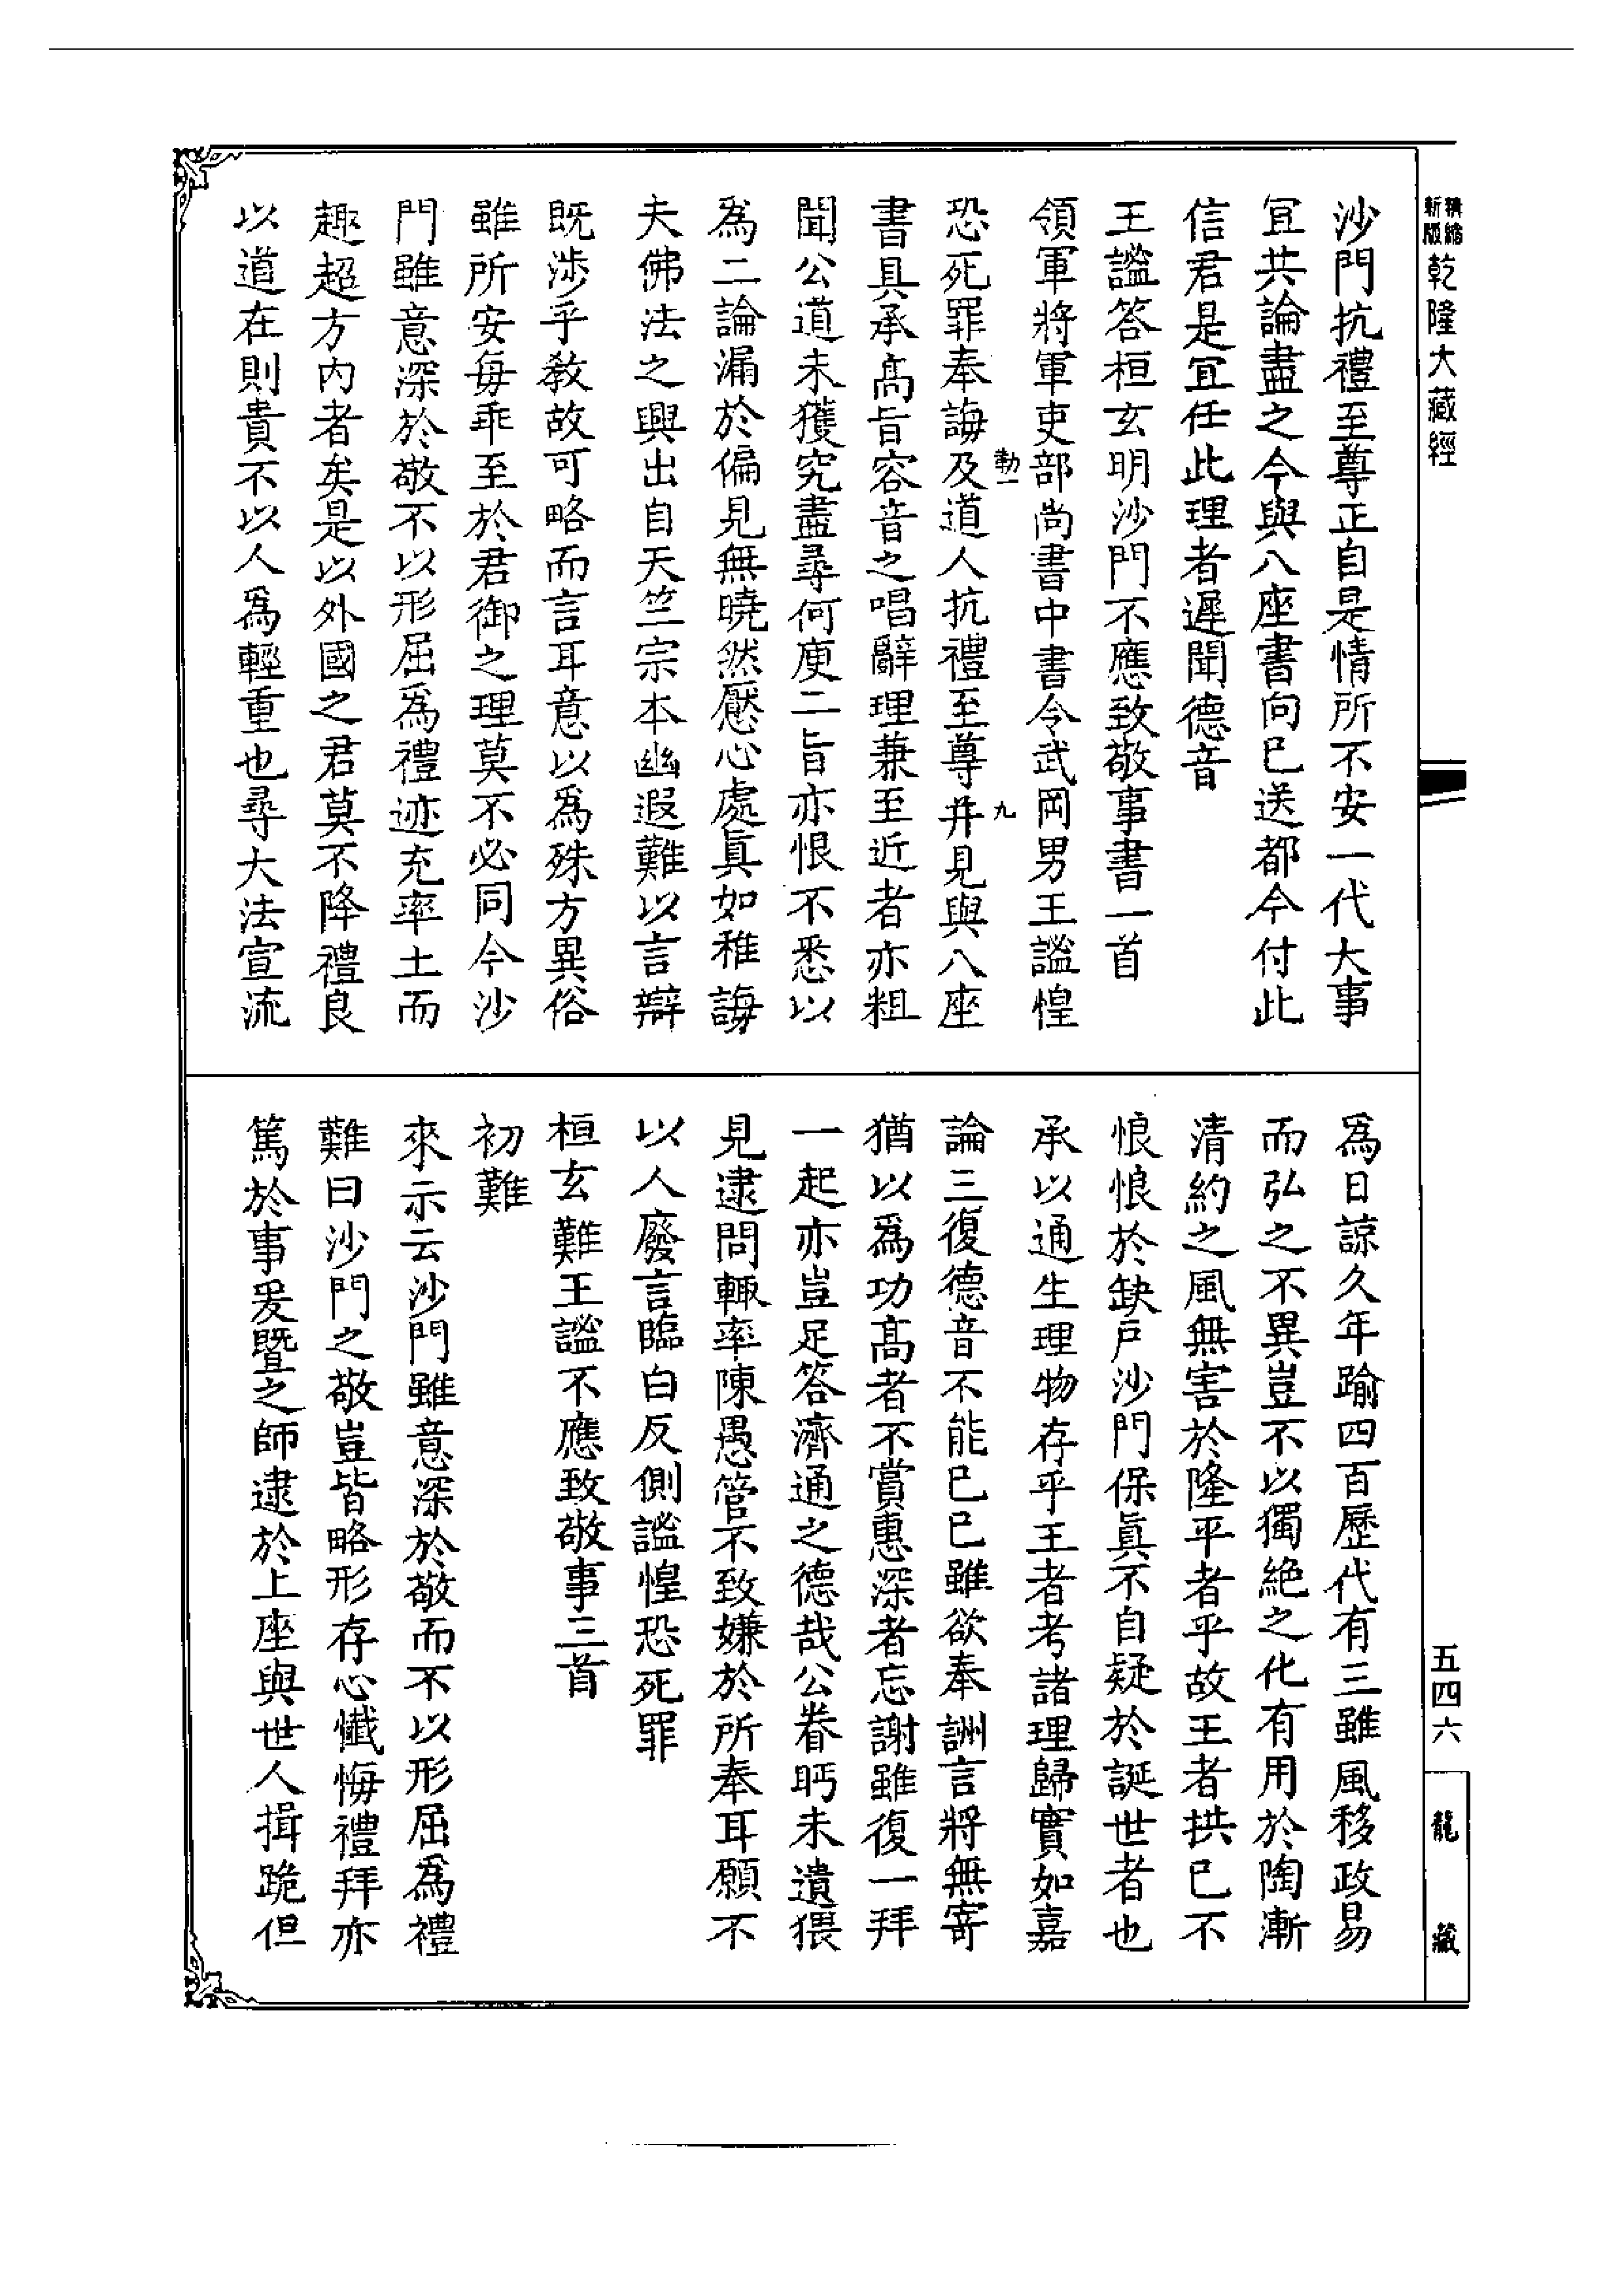 精縮新版乾隆大藏經
沙門抗禮至尊正自是情所不安一代大事
宜共論盡之今與八座書向巳送都今付此
信君是宜任此理者遲聞德音
王謐答桓玄明沙門不應致敬事書一首
領軍將軍吏部尚書中書令武岡男王謐惶
勒一
九
恐死罪奉誨及道人抗禮至尊并見與八座
書具承髙旨容音之唱辭理兼至近者亦粗
聞公道未獲究盡尋何庾二旨亦恨不悉以
爲二論漏於偏見無曉然懕心處眞如稚誨
夫佛法之興出自天竺宗本幽遐難以言辯
既涉乎教故可略而言耳意以爲殊方異俗
雖所安每乖至於君御之理莫不必同今沙
門雖意深於敬不以形屈爲禮迹充率土而
趣超方内者矣是以外國之君莫不降禮良
以道在則貴不以人爲輕重也尋大法宣流
爲日諒久年踰四百歷代有三雖風移政易
而弘之不異豈不以獨絶之化有用於陶漸
清約之風無害於隆平者乎故王者拱巳不
悢悢於缺戸沙門保眞不自疑於誕世者也
承以通生理物存乎王者考諸理歸實如嘉
論三復德音不能巳巳雖欲奉詶言將無寄
猶以爲功髙者不賞惠深者忘謝雖復一拜
一起亦豈足答濟通之德哉公眷眄未遺猥
見逮問輒率陳愚管不致嫌於所奉耳願不
以人廢言臨白反側謐惶恐死罪
桓玄難王謐不應致敬事三首
初難
來示云沙門雖意深於敬而不以形屈爲禮
難曰沙門之敬豈皆略形存心懺悔禮拜亦
篤於事爰暨之師逮於上座與世人揖跪但
五四六
龍藏